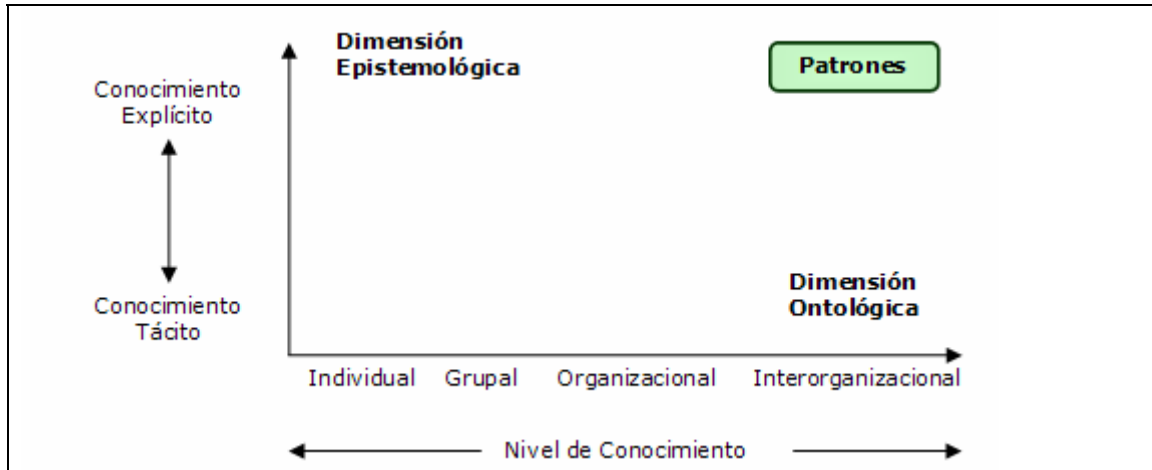 Dimensión
Epistemológica
Patrones
Conocimiento
Explícito
Conocimiento
Tácito
Dimensión
Ontológica
Individual Grupal Organizacional Interorganizacional
Nivel de Conocimiento